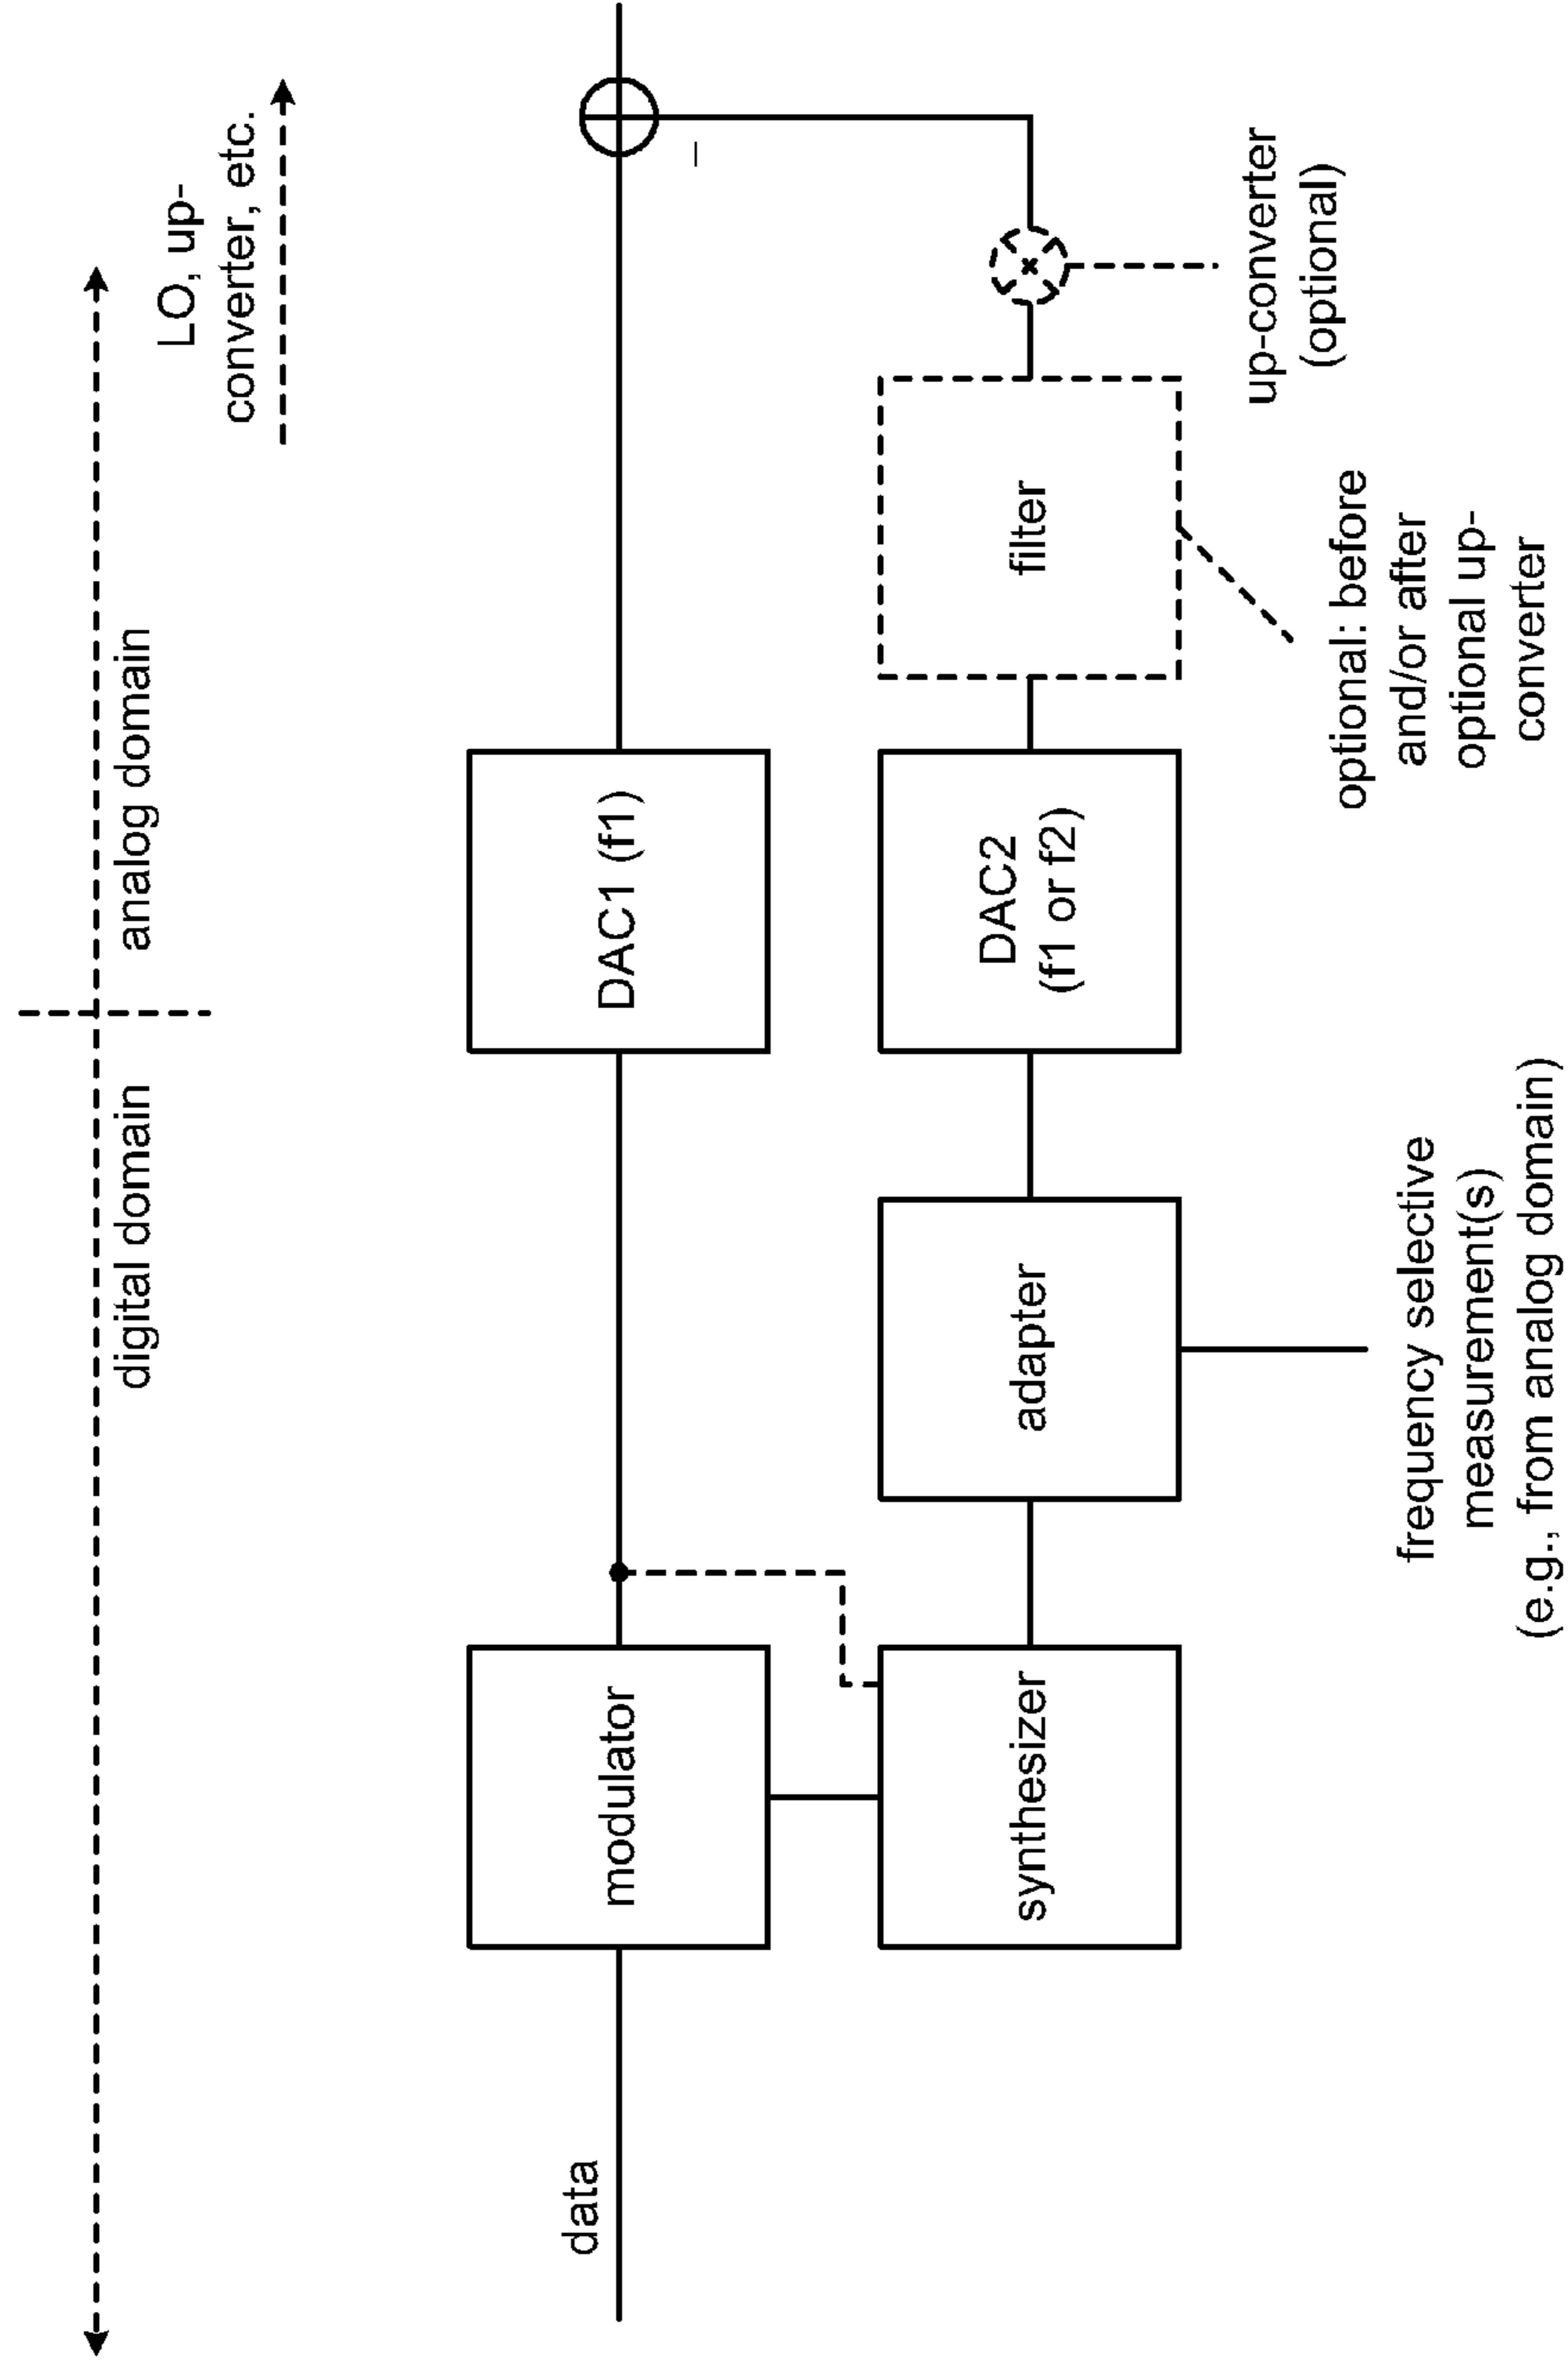 digital domain
analog domain
LO, up-
converter, etc.
data
modulator
DAC1 (f1)
–
synthesizer
adapter
DAC2
(f1 or f2)
filter
up-converter
(optional)
optional: before
and/or after
optional up-
converter
frequency selective
measurement(s)
(e.g., from analog domain)